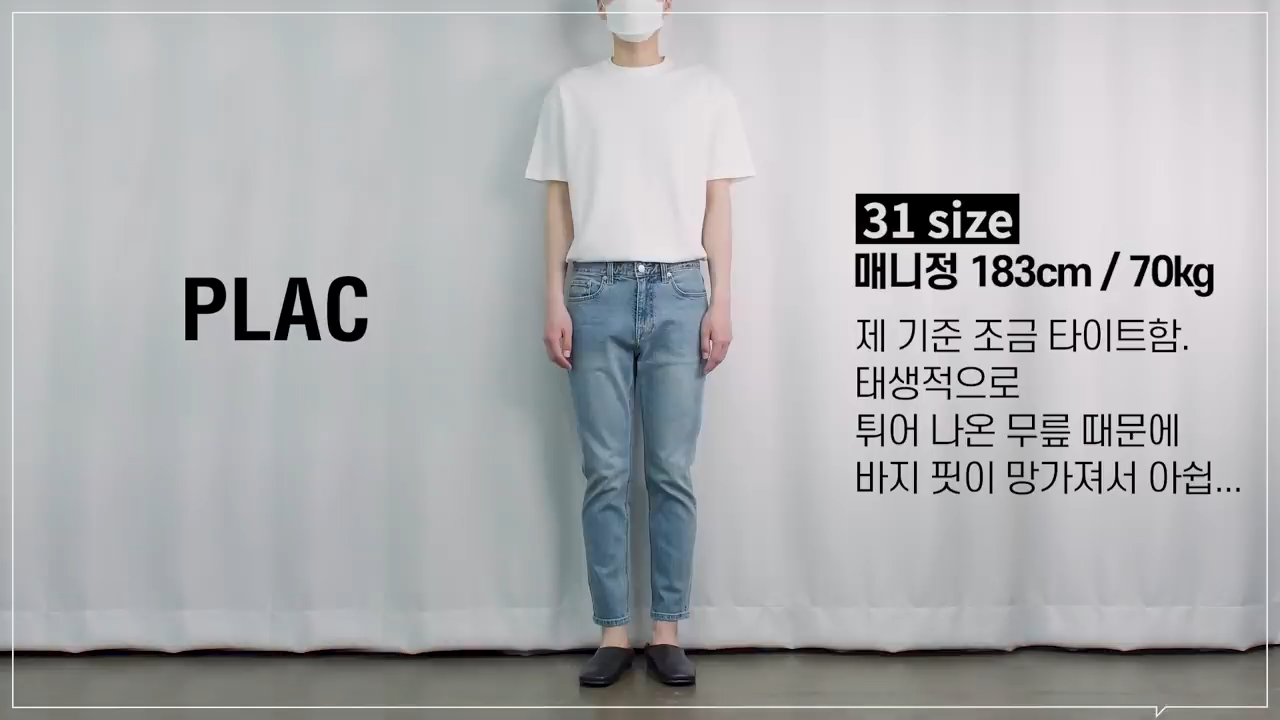 PLAC
31 size
매니정 183cm / 70kg
제 기준 조금 타이트함.
태생적으로
튀어 나온 무릎 때문에
바지 핏이 망가져서 아쉽...